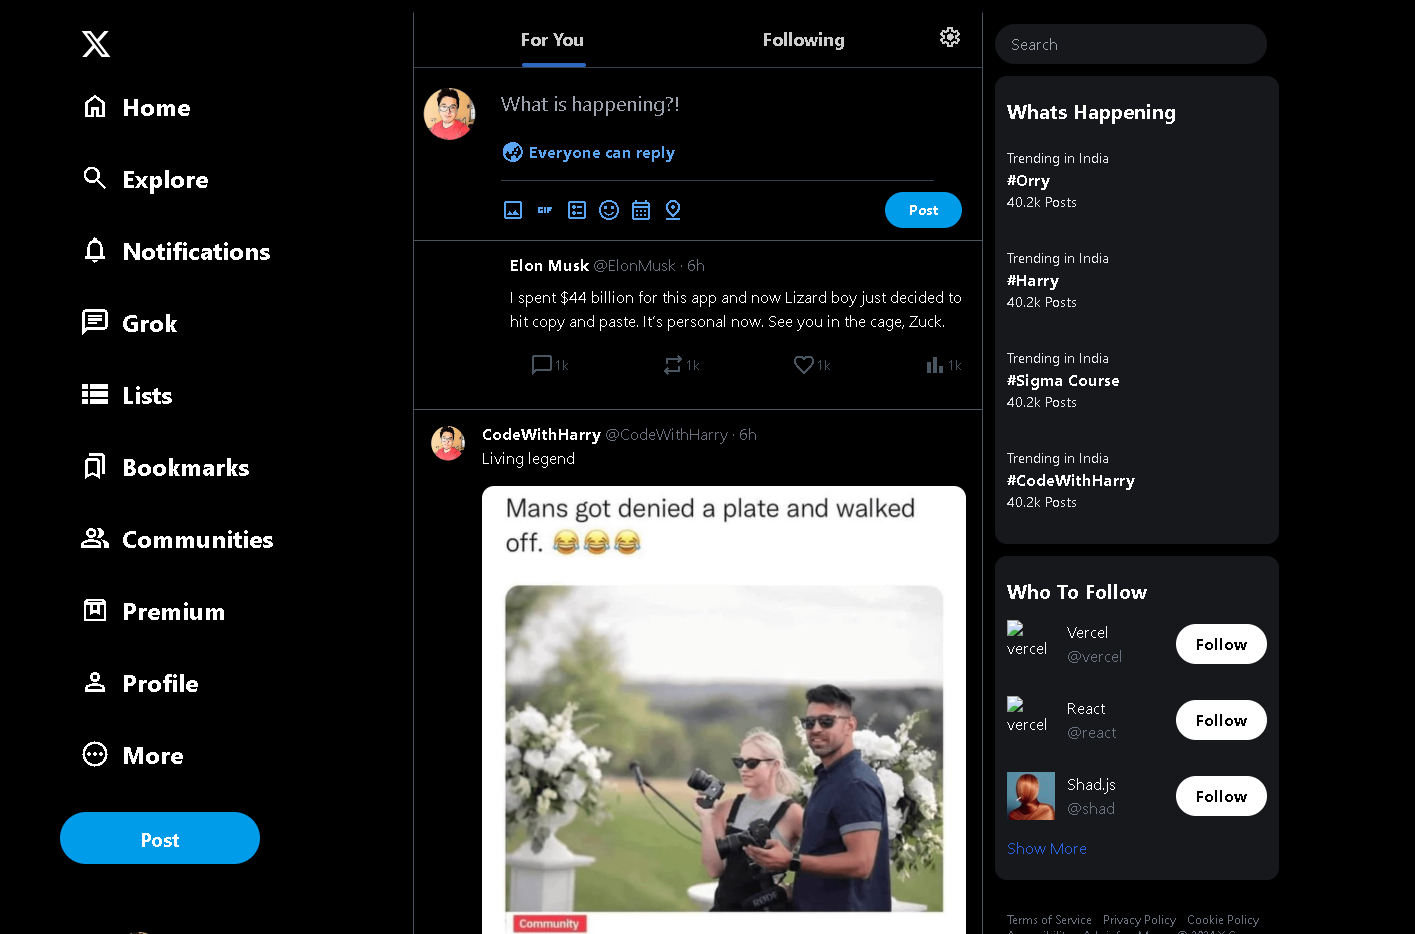 Home
Explore
Notifications
Grok
Lists
Bookmarks
Communities
Premium
Profile
More
Post
For You
Following
What is happening?!
Everyone can reply
GIF
Post
Elon Musk @ElonMusk · 6h
I spent $44 billion for this app and now Lizard boy just decided to
hit copy and paste. It's personal now. See you in the cage, Zuck.
1k 1k 1k 1k
CodeWithHarry @CodeWithHarry · 6h
Living legend
Mans got denied a plate and walked
off. 😂😂😂
RODE
Community
Search
Whats Happening
Trending in India
#Orry
40.2k Posts
Trending in India
#Harry
40.2k Posts
Trending in India
#Sigma Course
40.2k Posts
Trending in India
#CodeWithHarry
40.2k Posts
Who To Follow
vercel
Vercel
@vercel
Follow
vercel
React
@react
Follow
Shad.js
@shad
Follow
Show More
Terms of Service Privacy Policy Cookie Policy